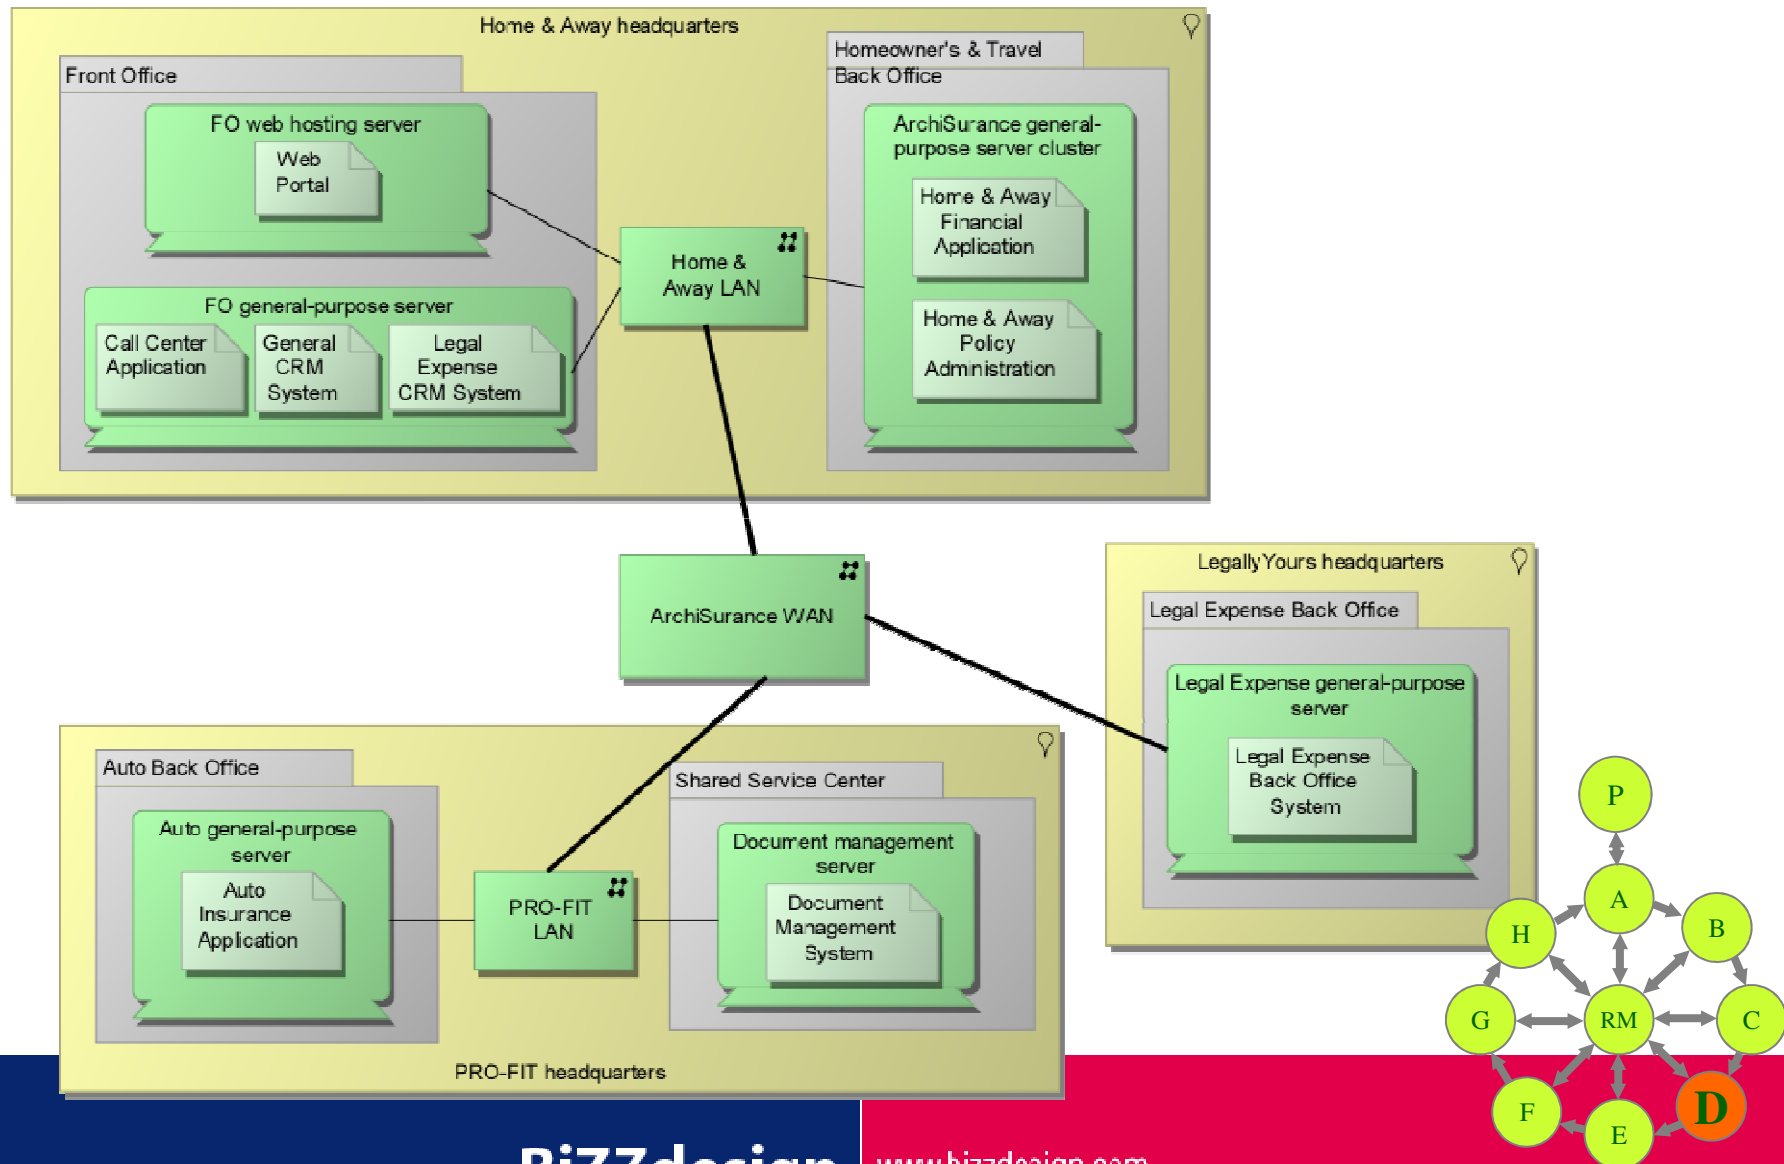 Home & Away headquarters
Front Office
FO web hosting server
Web
Portal
FO general-purpose server
Call Center
Application
General
CRM
System
Legal
Expense
CRM System
Home &
Away LAN
Homeowner's & Travel
Back Office
ArchiSurance general-
purpose server cluster
Home & Away
Financial
Application
Home & Away
Policy
Administration
ArchiSurance WAN
LegallyYours headquarters
Legal Expense Back Office
Legal Expense general-purpose
server
Legal Expense
Back Office
System
Auto Back Office
Auto general-purpose
server
Auto
Insurance
Application
PRO-FIT
LAN
Shared Service Center
Document management
server
Document
Management
System
PRO-FIT headquarters
P
A
H
B
G
RM
C
F
E
D
BiZZdesign
www.bizzdesign.com